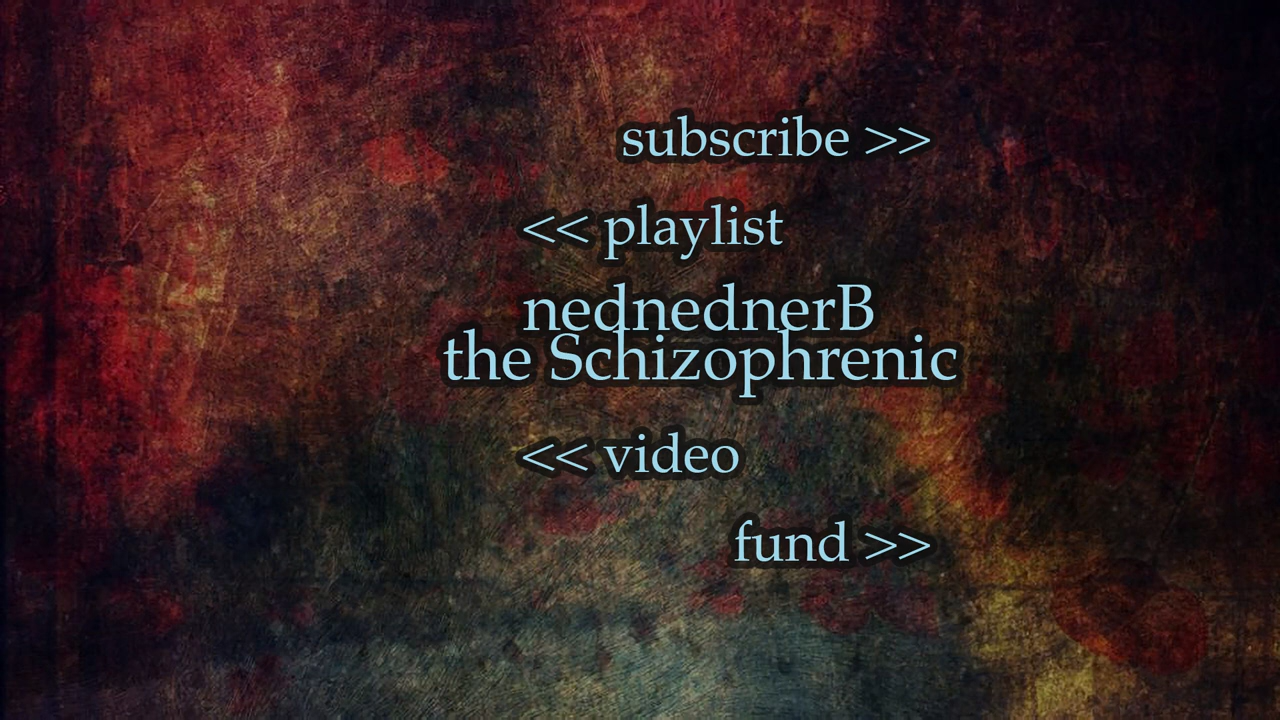 subscribe >>
<< playlist
nednednerB
the Schizophrenic
<< video
fund >>